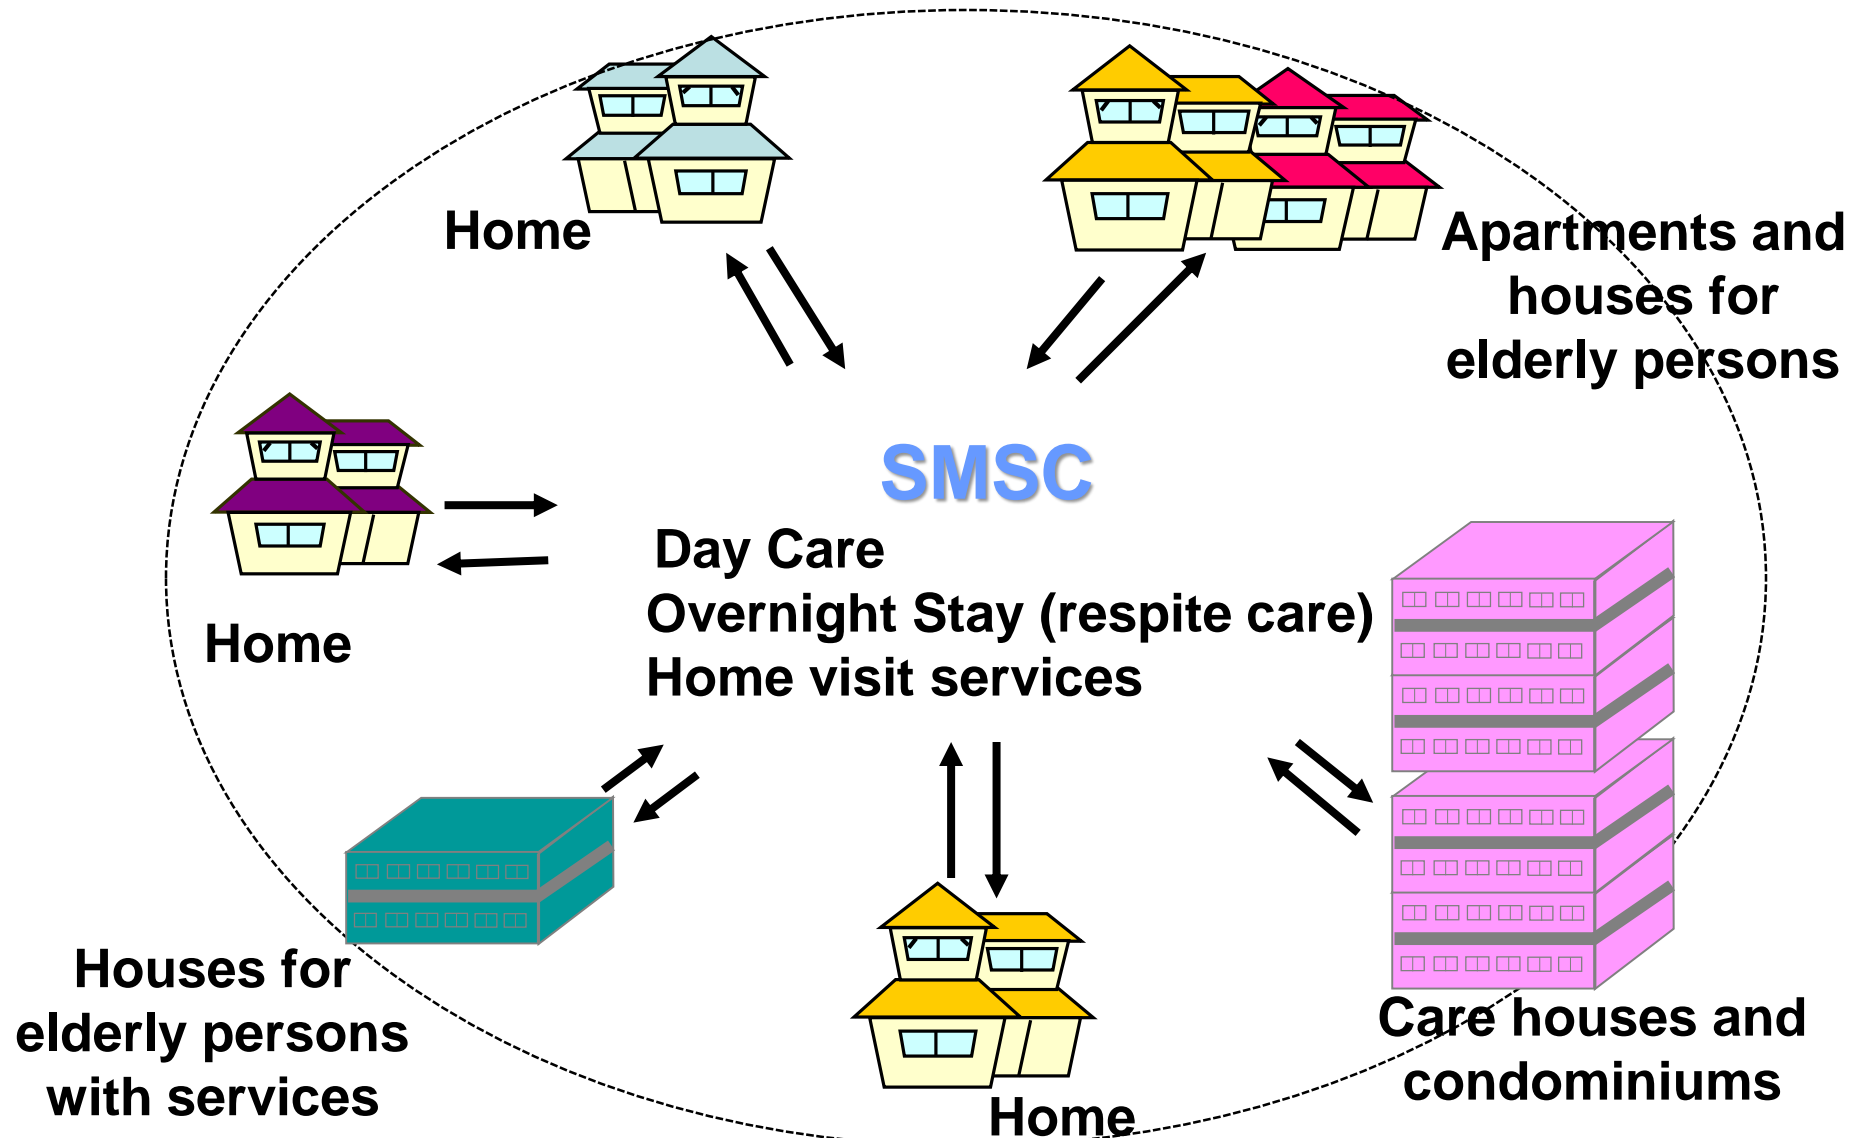 Home
Apartments and
houses for
elderly persons
SMSC
Day Care
Overnight Stay (respite care)
Home visit services
Home
Houses for
elderly persons
with services
Care houses and
condominiums
Home